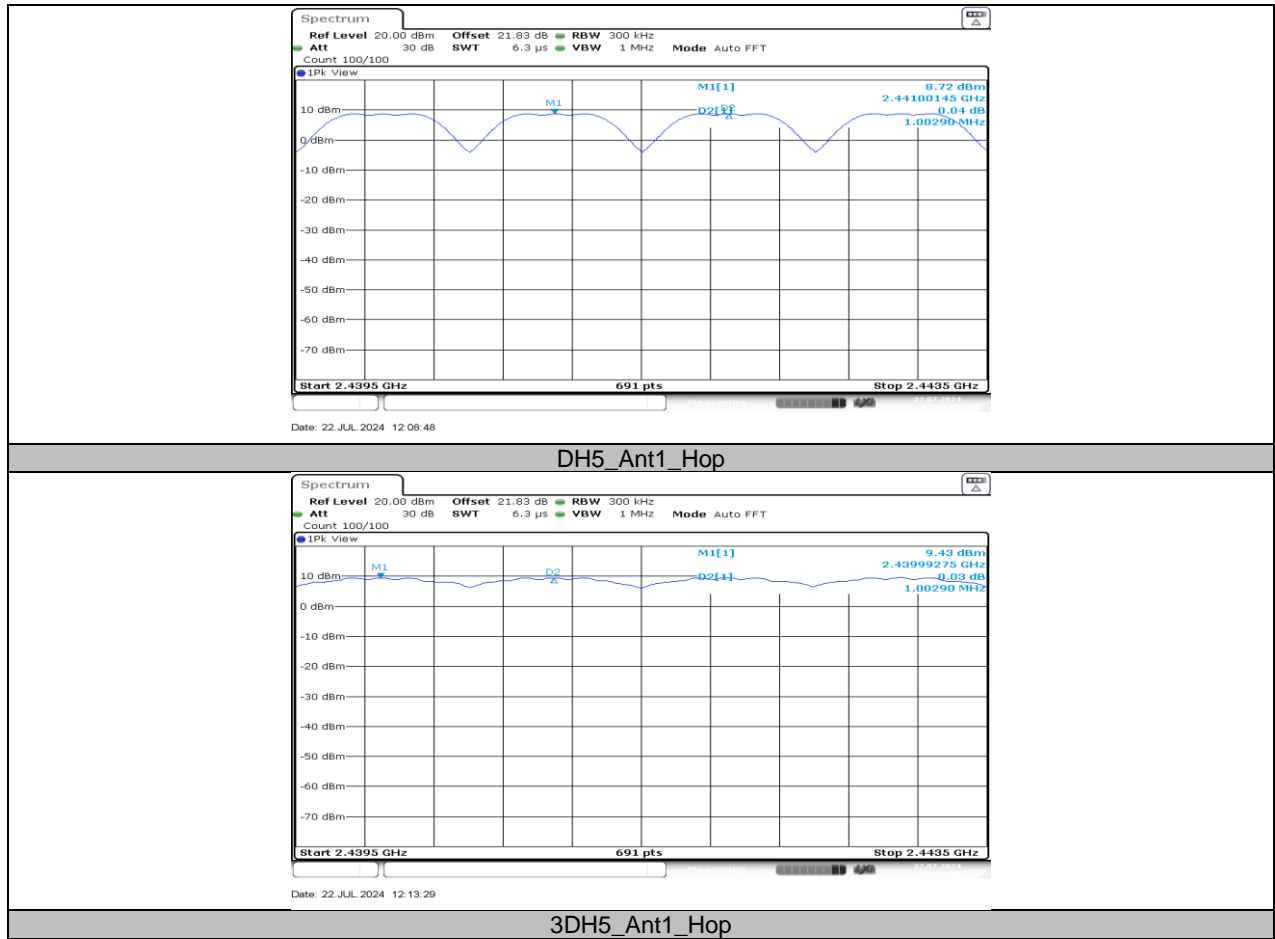 Spectrum
Ref Level 20.00 dBm Offset 21.83 dB RBW 300 kHz
Att 30 dB SWT 6.3 µs VBW 1 MHz Mode Auto FFT
Count 100/100
1Pk View
M1[1] 8.72 dBm
2.44100145 GHz
M1
D2
10 dBm
D2[1] 0.04 dB
1.00290 MHz
0 dBm
-10 dBm
-20 dBm
-30 dBm
-40 dBm
-50 dBm
-60 dBm
-70 dBm
Start 2.4395 GHz 691 pts Stop 2.4435 GHz
Date: 22.JUL.2024 12:08:48
DH5_Ant1_Hop
Spectrum
Ref Level 20.00 dBm Offset 21.83 dB RBW 300 kHz
Att 30 dB SWT 6.3 µs VBW 1 MHz Mode Auto FFT
Count 100/100
1Pk View
M1[1] 9.43 dBm
2.43999275 GHz
M1
D2
10 dBm
D2[1] 0.03 dB
1.00290 MHz
0 dBm
-10 dBm
-20 dBm
-30 dBm
-40 dBm
-50 dBm
-60 dBm
-70 dBm
Start 2.4395 GHz 691 pts Stop 2.4435 GHz
Date: 22.JUL.2024 12:13:29
3DH5_Ant1_Hop